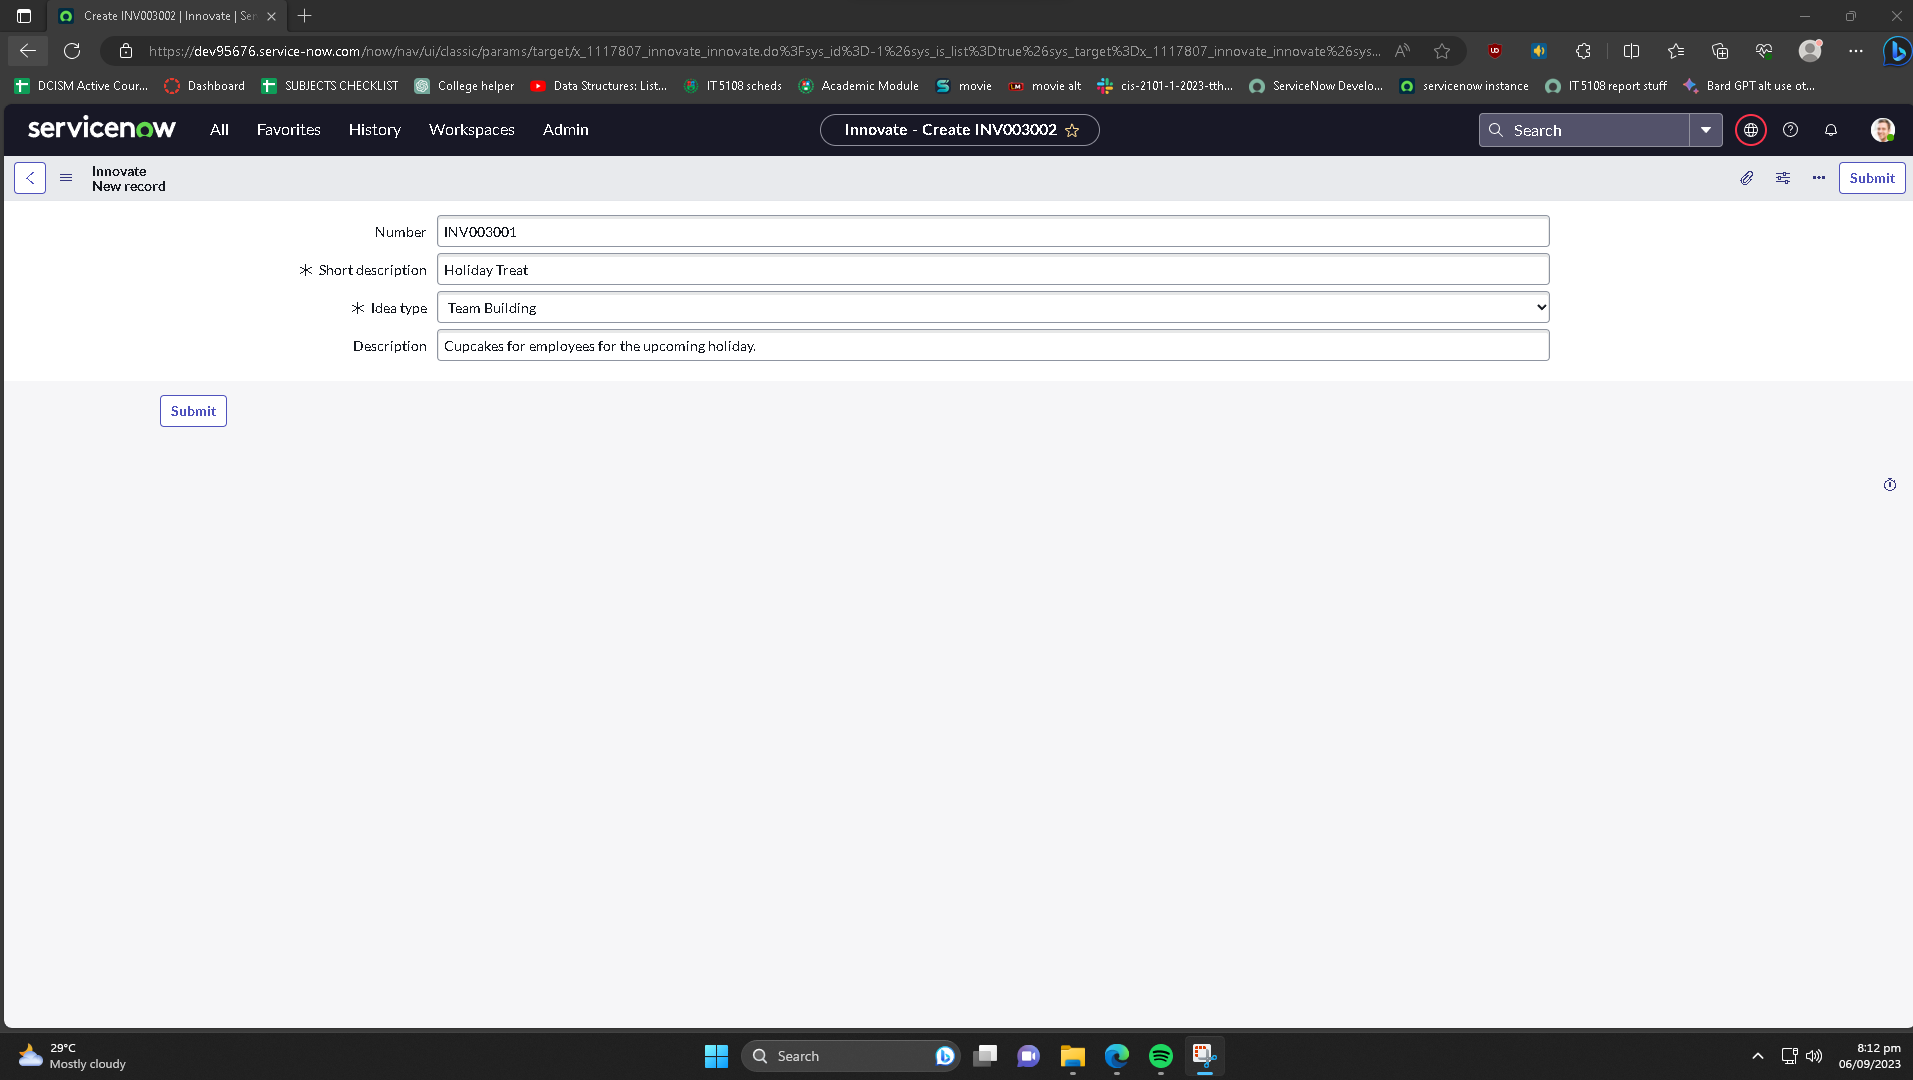 Create INV003002 | Innovate | Ser
https://dev95676.service-now.com/now/nav/ui/classic/params/target/x_1117807_innovate_innovate.do%3Fsys_id%3D-1%26sys_is_list%3Dtrue%26sys_target%3Dx_1117807_innovate_innovate%26sys...
DCISM Active Cour... Dashboard SUBJECTS CHECKLIST College helper Data Structures: List... IT5108 scheds Academic Module movie movie alt cis-2101-1-2023-tth... ServiceNow Develo... servicenow instance IT5108 report stuff Bard GPT alt use ot...
servicenow All Favorites History Workspaces Admin Innovate - Create INV003002 Search
Innovate
New record
Submit
Number INV003001
Short description Holiday Treat
Idea type Team Building
Description Cupcakes for employees for the upcoming holiday.
Submit
29°C
Mostly cloudy
Search
8:12 pm
06/09/2023